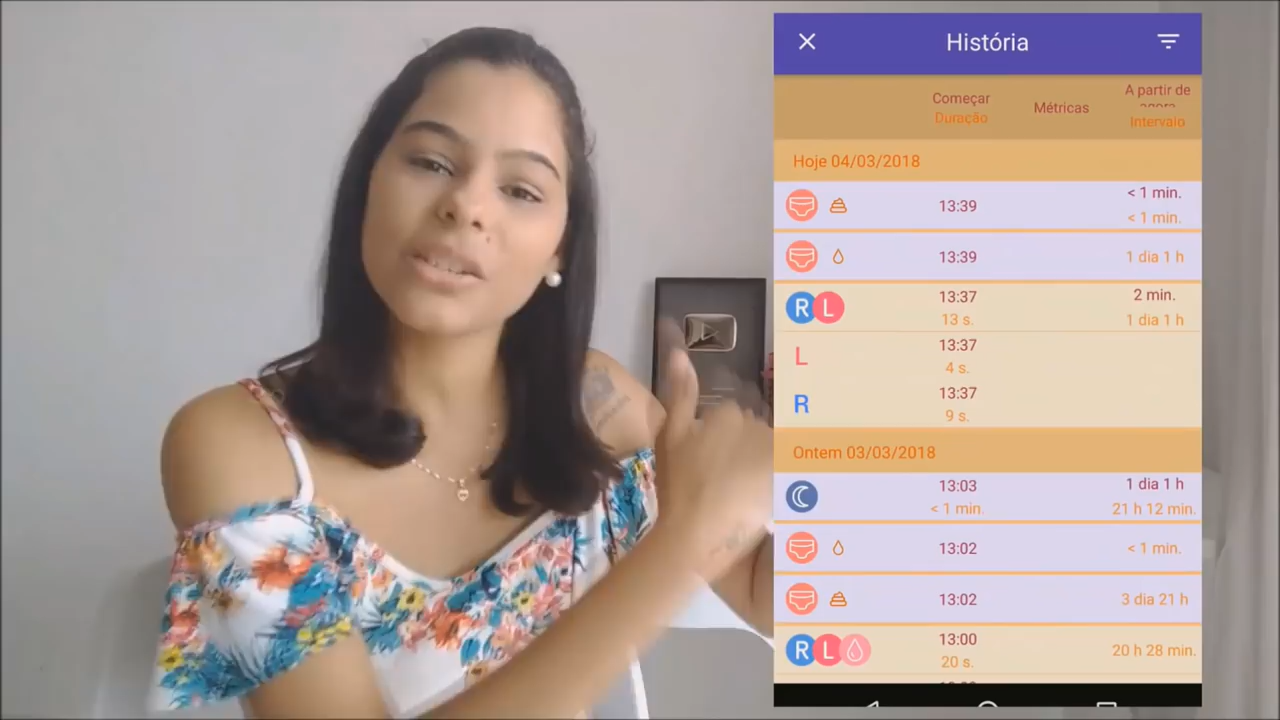 História
Começar
Duração
Métricas
A partir de
agora
Intervalo
Hoje 04/03/2018
13:39
< 1 min.
< 1 min.
13:39
1 dia 1 h
R L
13:37
2 min.
13 s.
1 dia 1 h
L
13:37
4 s.
R
13:37
9 s.
Ontem 03/03/2018
13:03
1 dia 1 h
< 1 min.
21 h 12 min.
13:02
< 1 min.
13:02
3 dia 21 h
R L
13:00
20 s.
20 h 28 min.